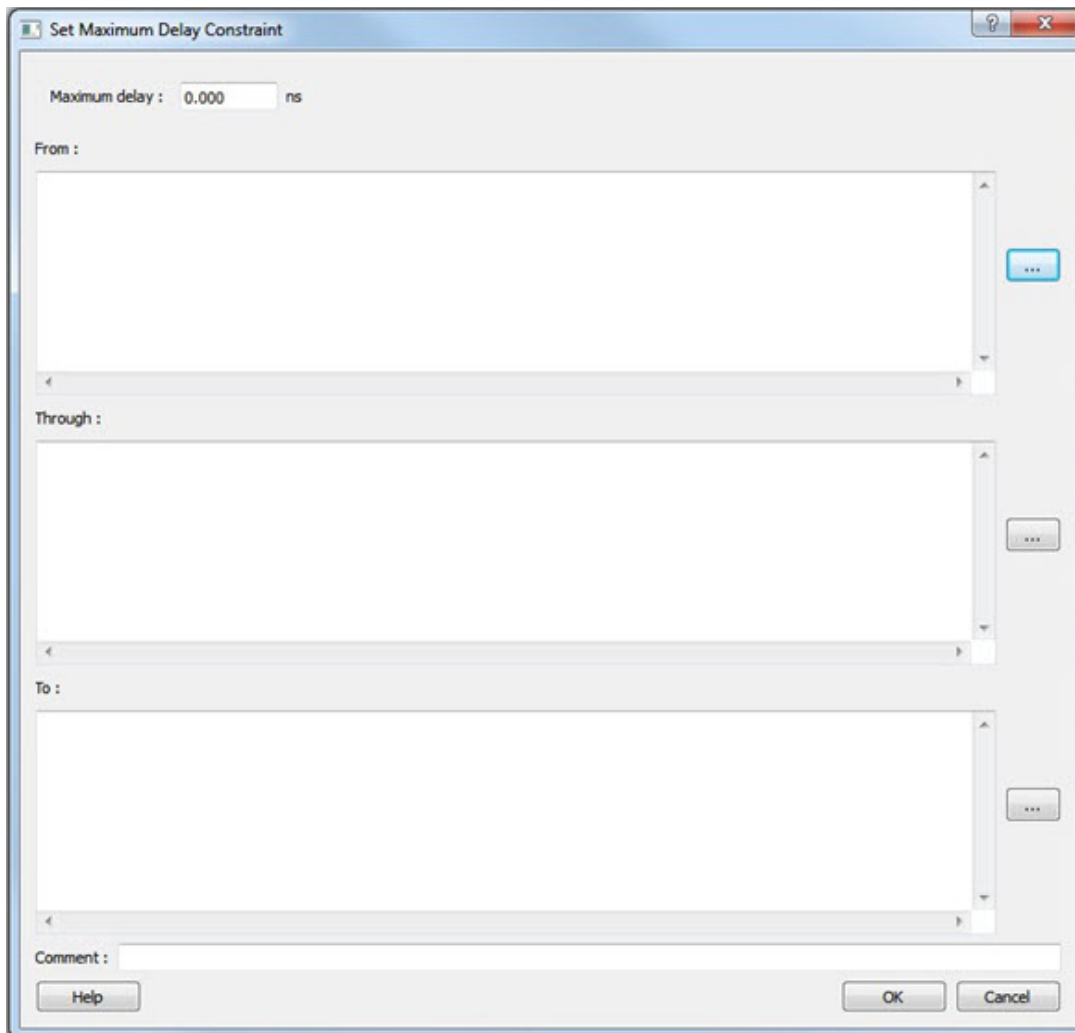 Set Maximum Delay Constraint
Maximum delay : 0.000 ns
From :
...
Through :
...
To :
...
Comment :
Help OK Cancel